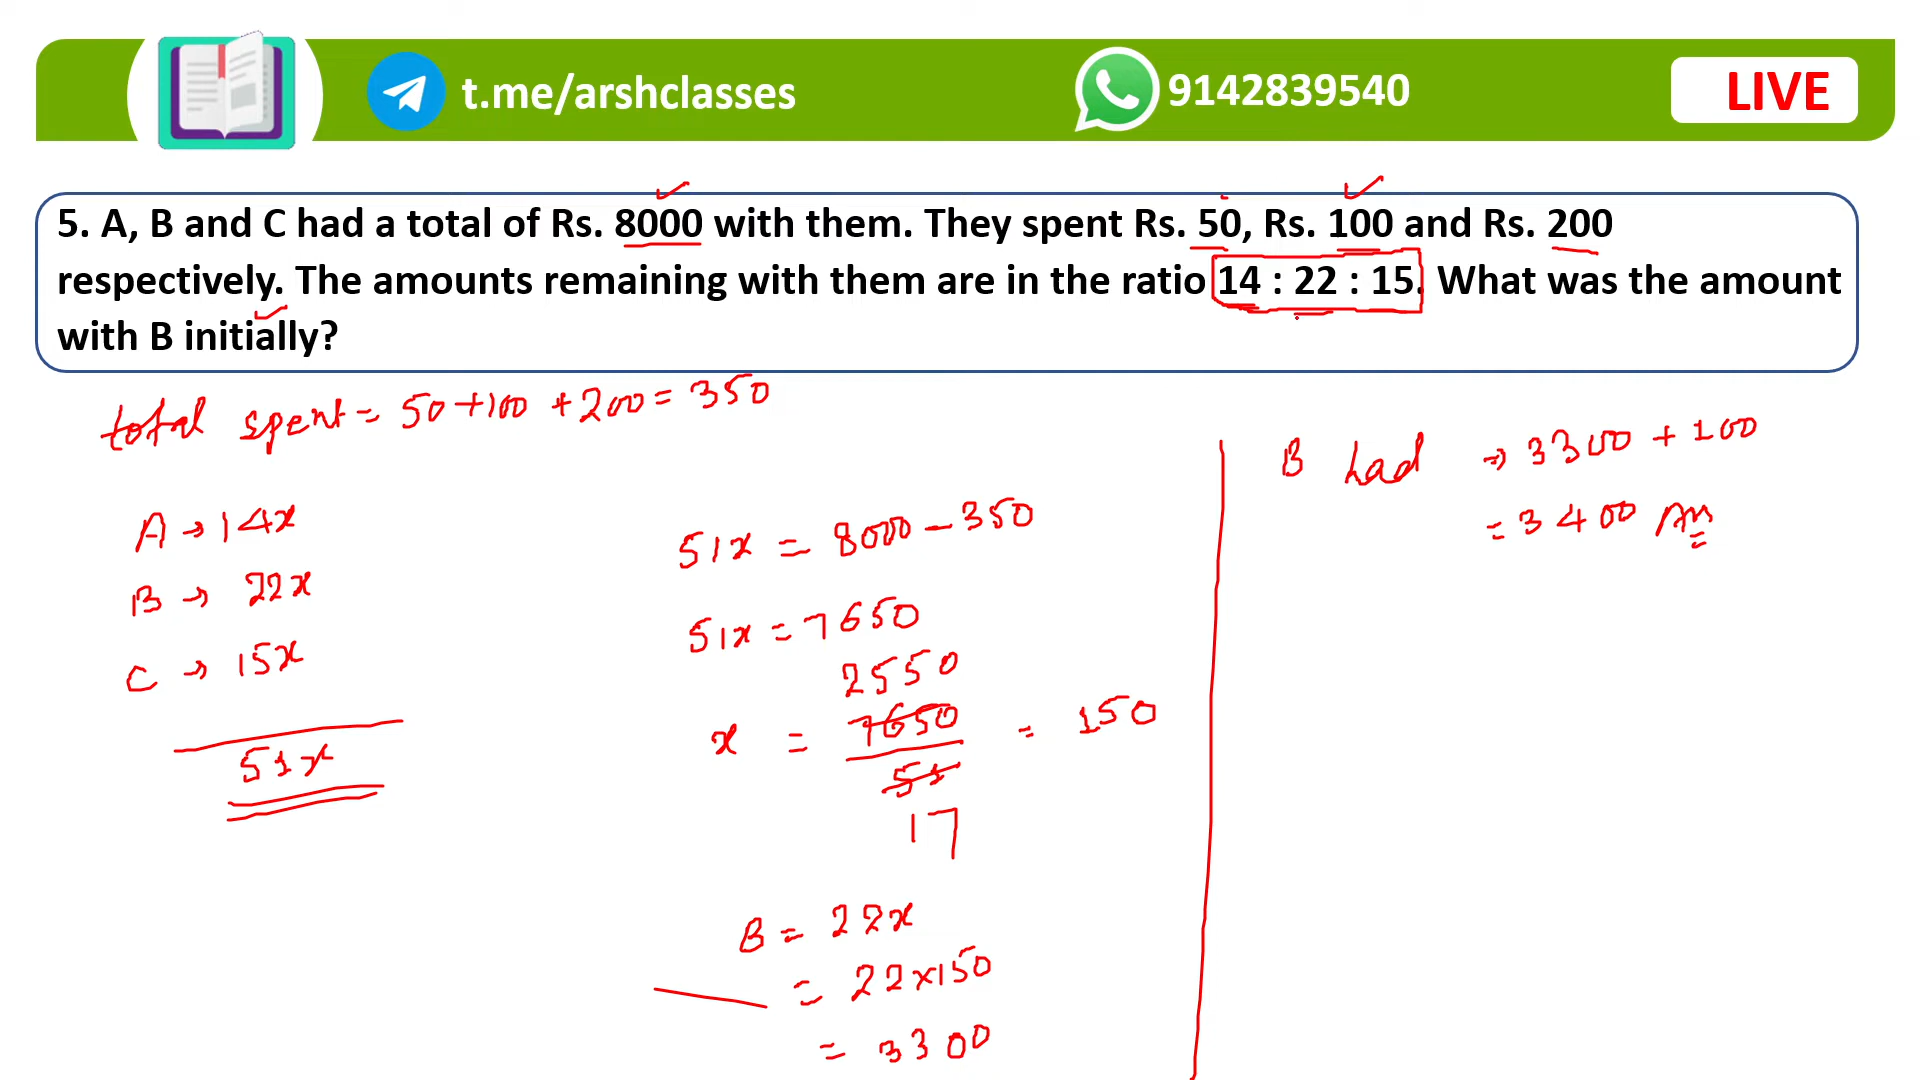 t.me/arshclasses
9142839540
LIVE
5. A, B and C had a total of Rs. 8000 with them. They spent Rs. 50, Rs. 100 and Rs. 200
respectively. The amounts remaining with them are in the ratio 14 : 22 : 15. What was the amount
with B initially?
total spent = 50+100 +200 = 350
A → 14x
B → 22x
C → 15x
51x
51x = 8000 - 350
51x = 7650
2550
x = 7650 = 150
51
17
B = 22x
= 22×150
= 3300
B had → 3300 + 100
= 3400 Ans